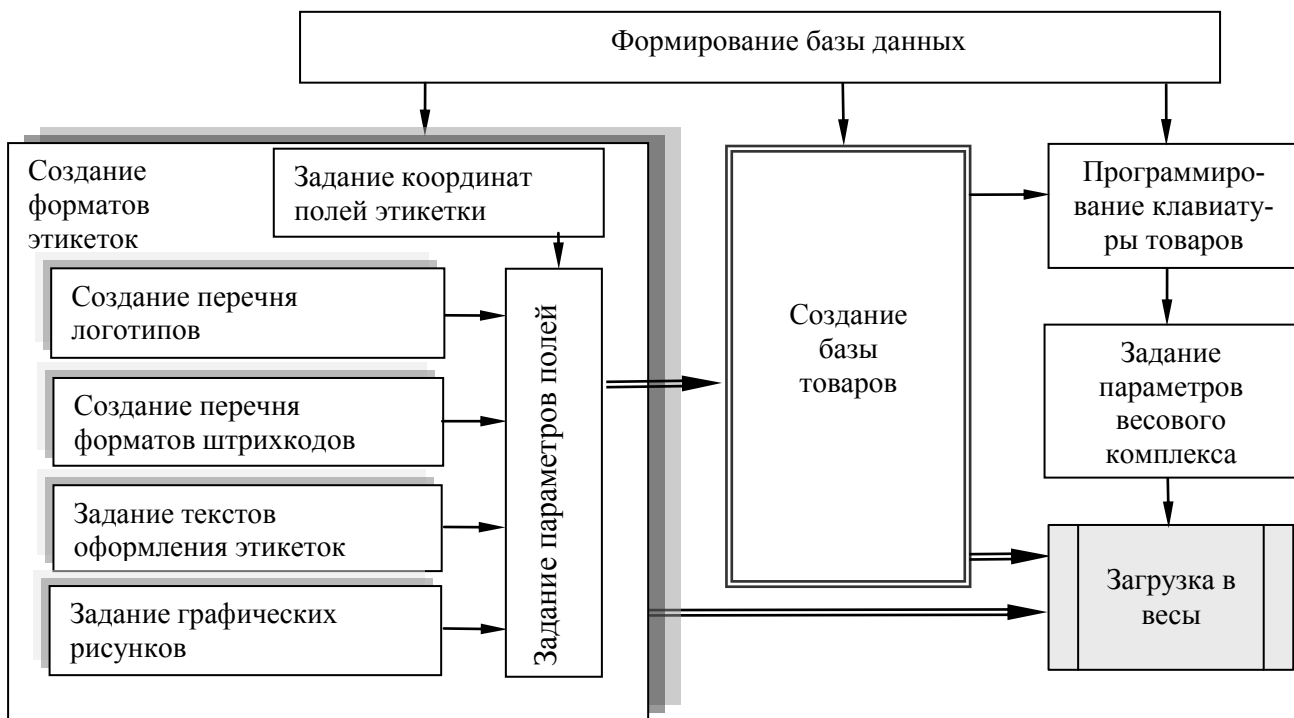 Формирование базы данных
Создание
форматов
этикеток
Задание координат
полей этикетки
Создание перечня
логотипов
Создание перечня
форматов штрихкодов
Задание текстов
оформления этикеток
Задание графических
рисунков
Задание параметров полей
Создание
базы
товаров
Программиро-
вание клавиату-
ры товаров
Задание
параметров
весового
комплекса
Загрузка в
весы